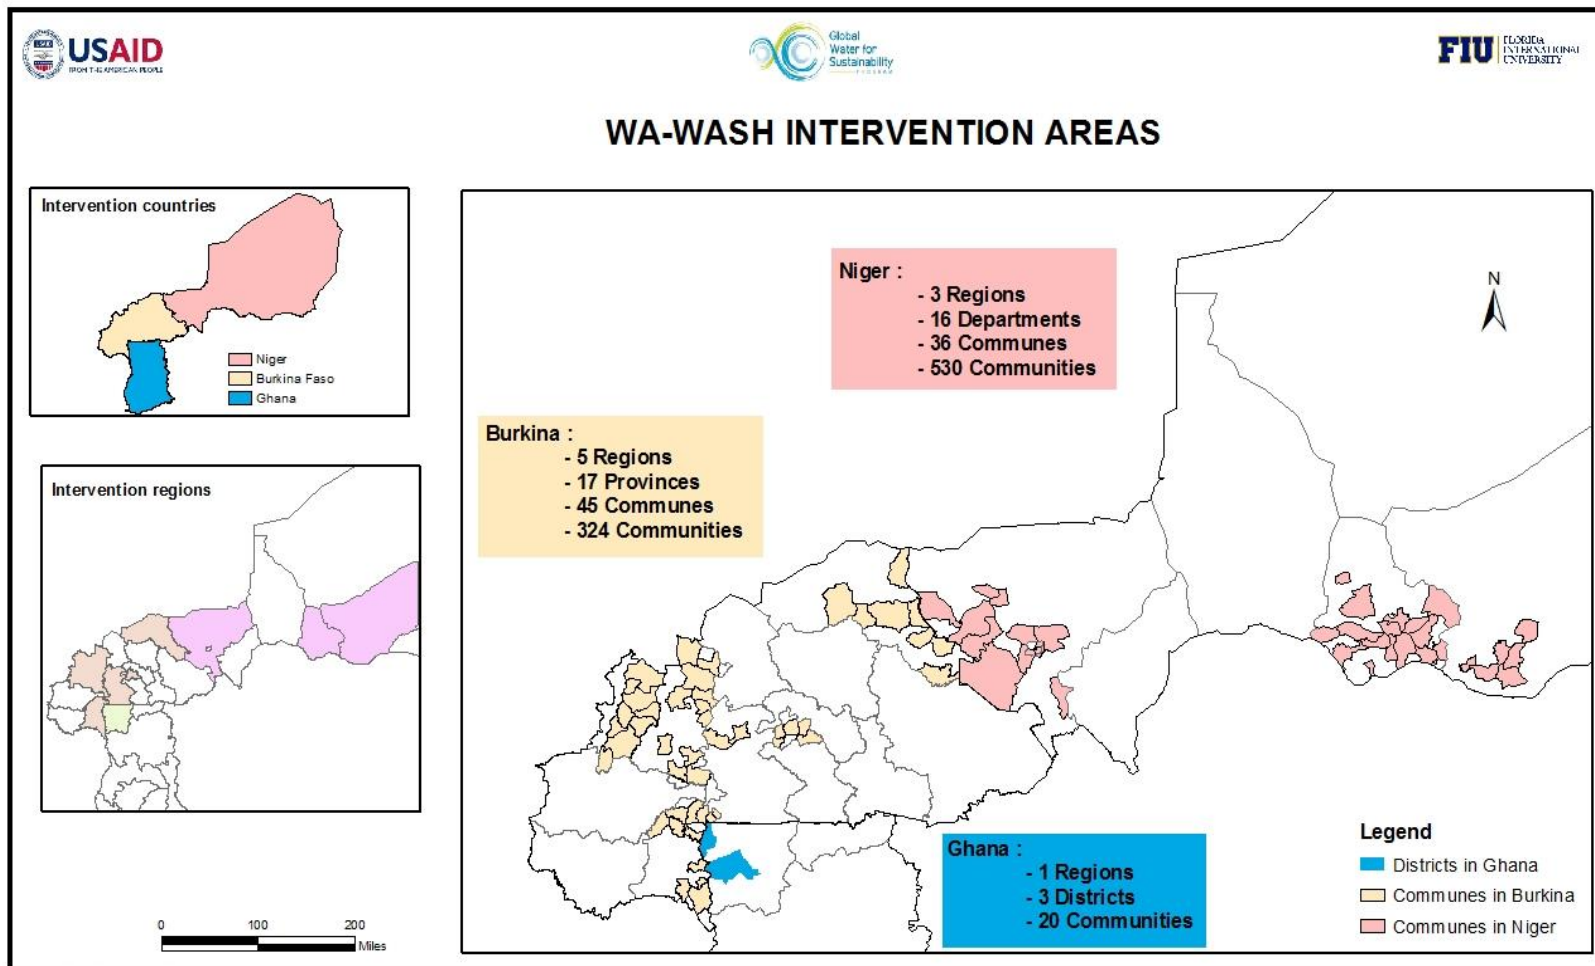 USAID
FROM THE AMERICAN PEOPLE
Global
Water for
Sustainability
PROGRAM
FIU
FLORIDA
INTERNATIONAL
UNIVERSITY
WA-WASH INTERVENTION AREAS
Intervention countries
Niger
Burkina Faso
Ghana
Intervention regions
0 100 200
Miles
Niger :
- 3 Regions
- 16 Departments
- 36 Communes
- 530 Communities
N
Burkina :
- 5 Regions
- 17 Provinces
- 45 Communes
- 324 Communities
Ghana :
- 1 Regions
- 3 Districts
- 20 Communities
Legend
Districts in Ghana
Communes in Burkina
Communes in Niger